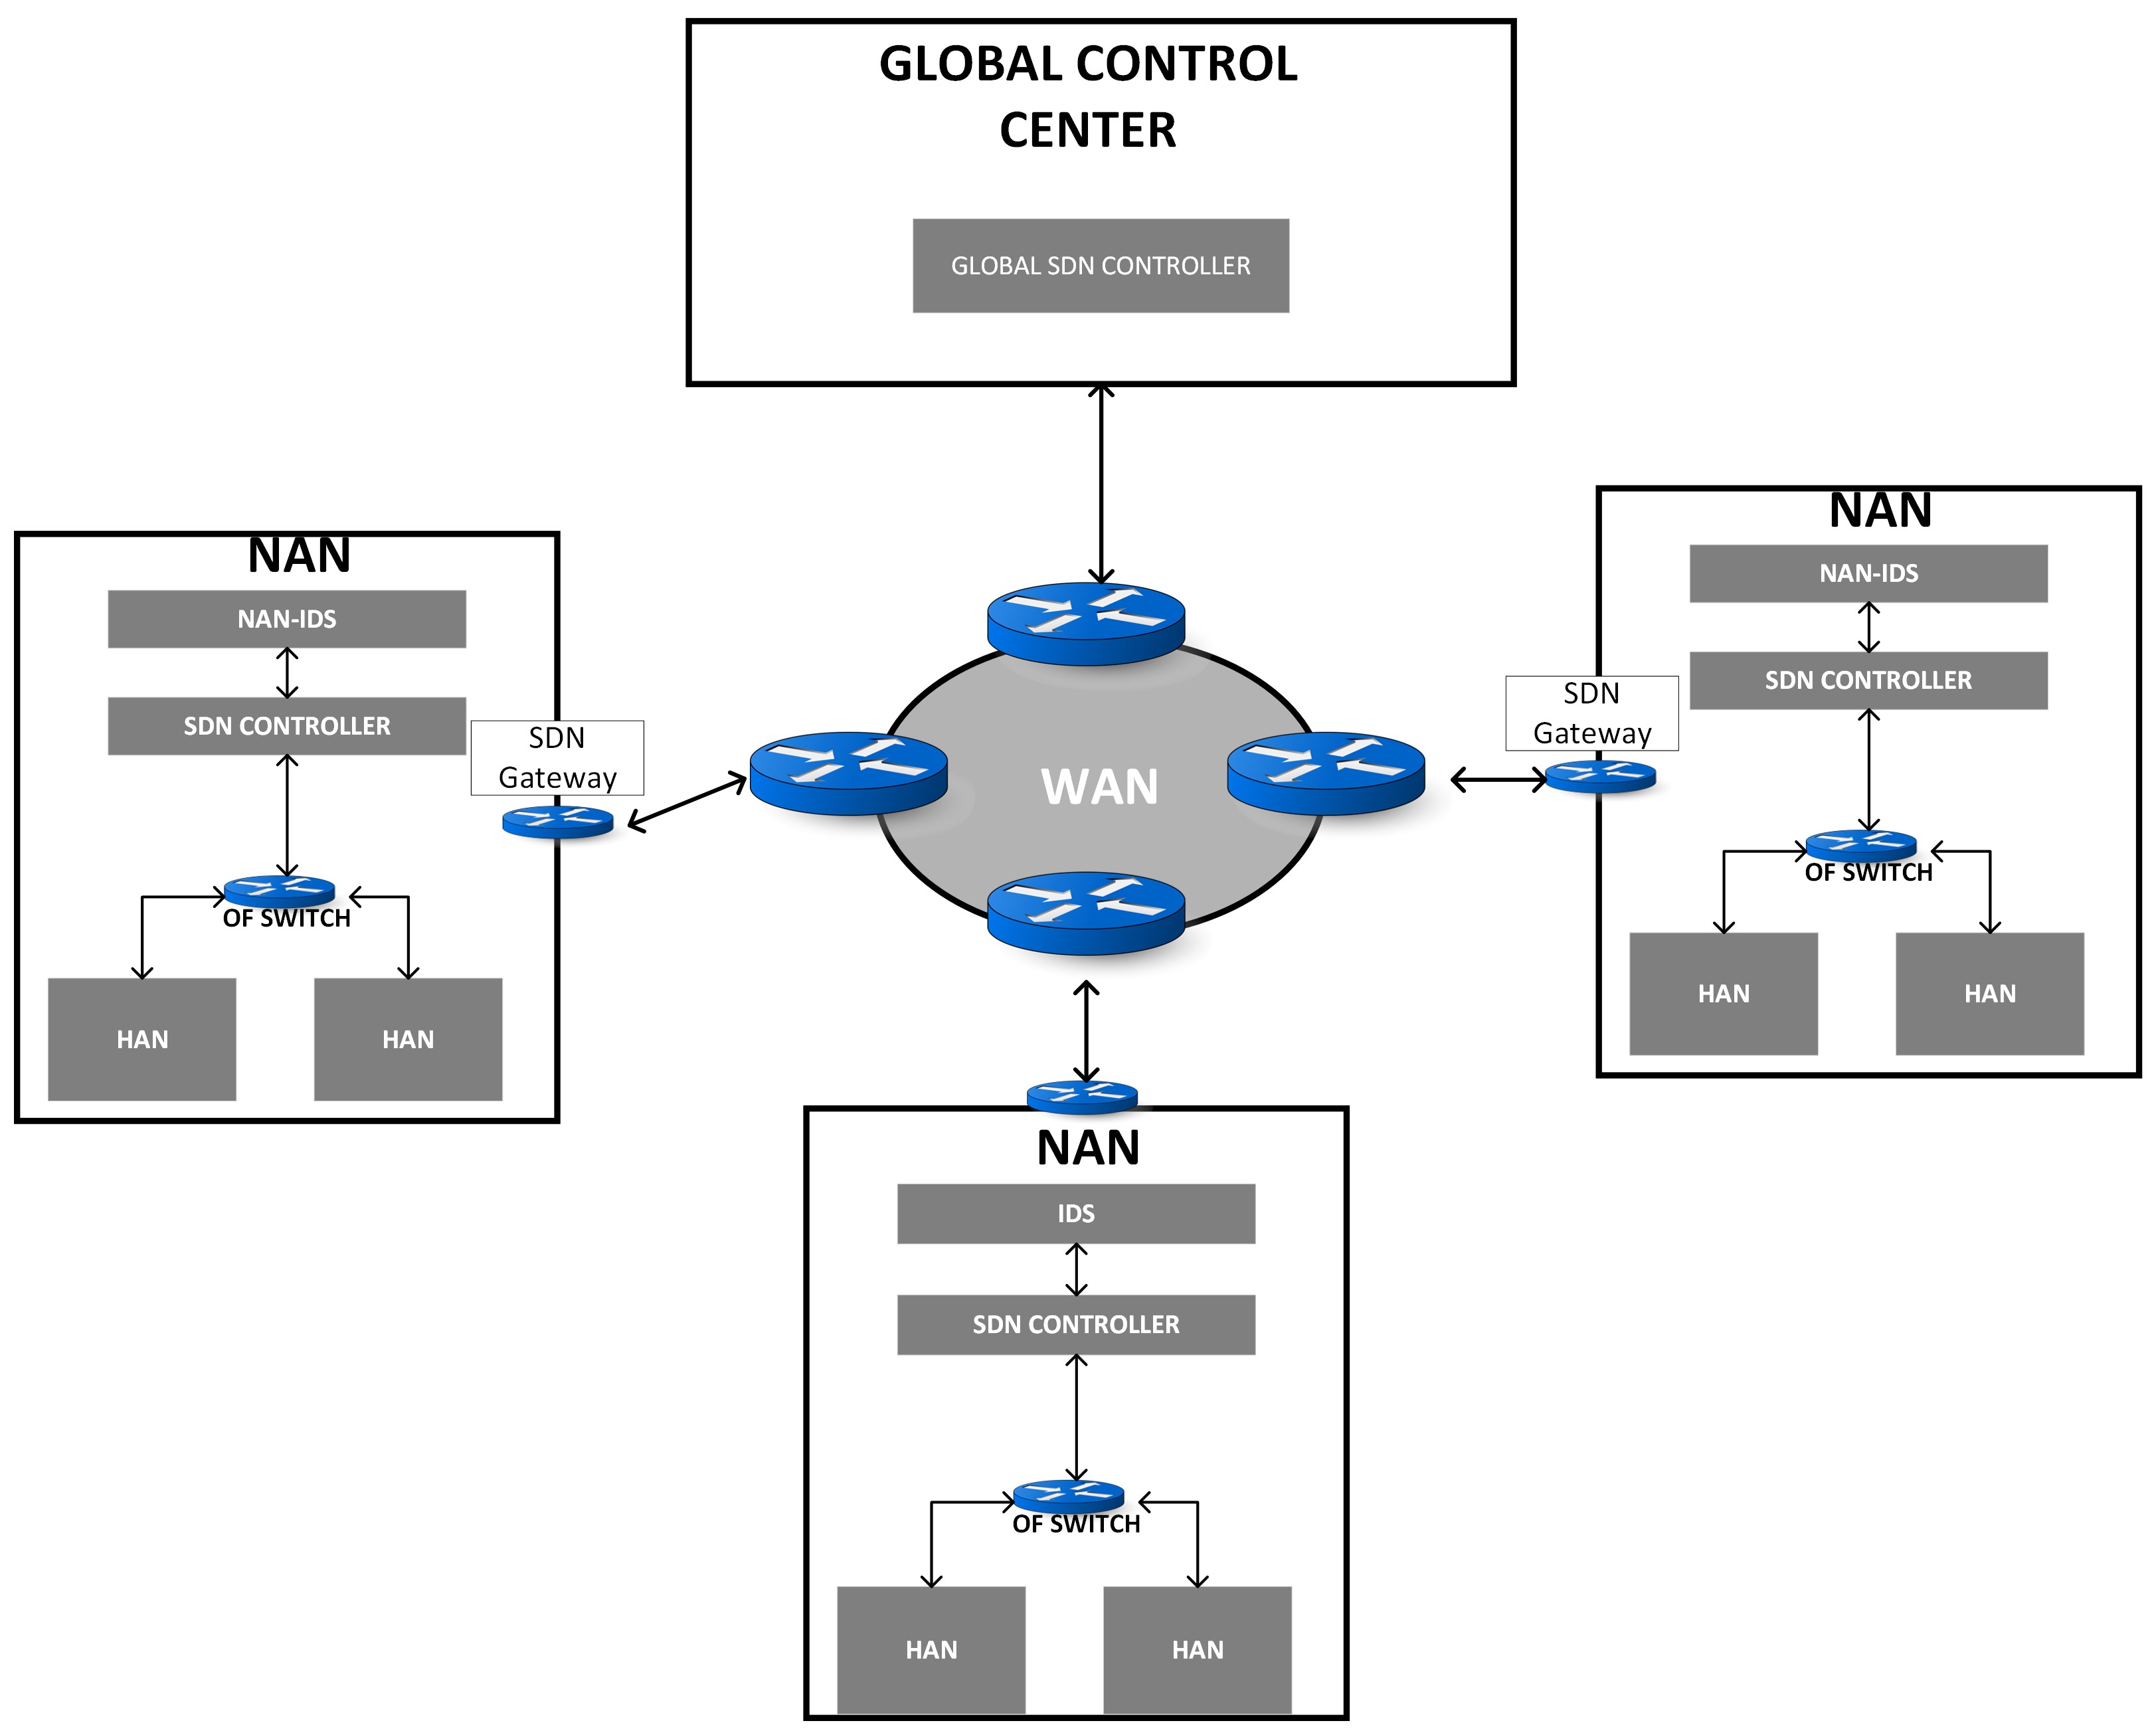 GLOBAL CONTROL
CENTER
GLOBAL SDN CONTROLLER
NAN
NAN-IDS
SDN CONTROLLER
SDN
Gateway
OF SWITCH
HAN
HAN
WAN
NAN
NAN-IDS
SDN CONTROLLER
SDN
Gateway
OF SWITCH
HAN
HAN
NAN
IDS
SDN CONTROLLER
OF SWITCH
HAN
HAN